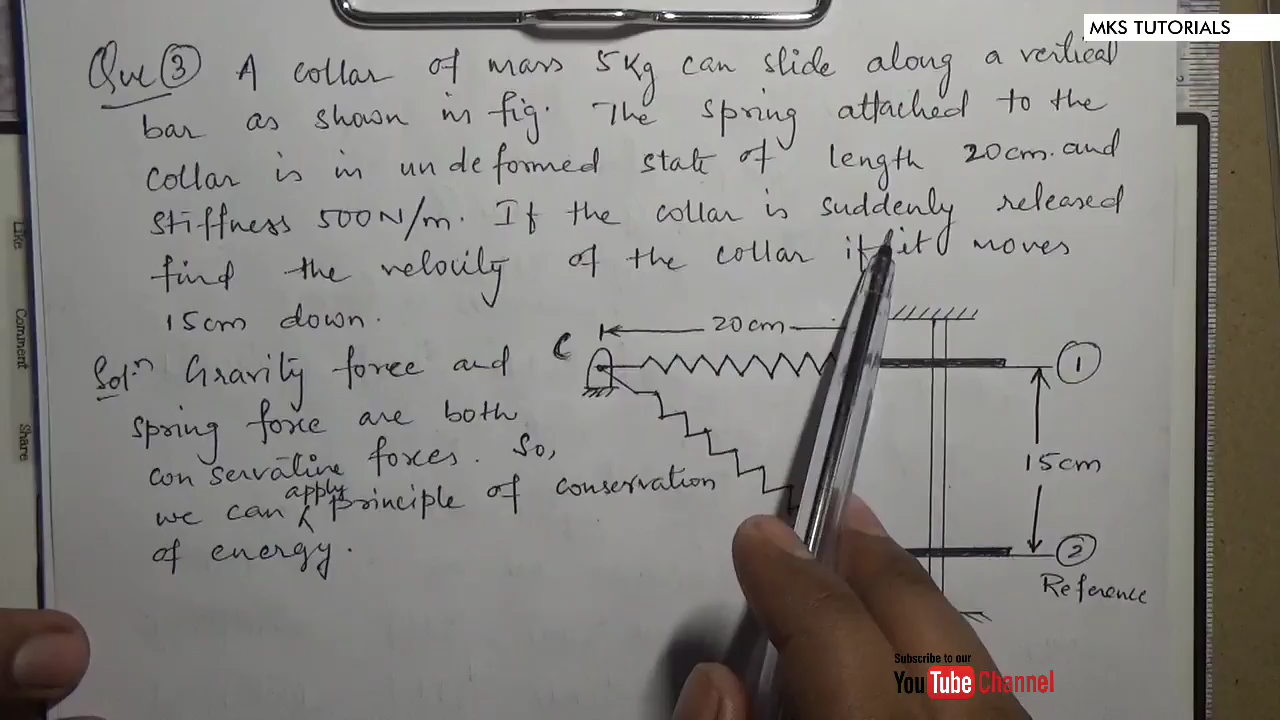 MKS TUTORIALS
Que ③ A collar of mass 5Kg can slide along a vertical
bar as shown in fig. The spring attached to the
collar is in undeformed state of length 20cm. and
stiffness 500N/m. If the collar is suddenly released
find the velocity of the collar if it moves
15cm down.
C
20cm
①
Solⁿ. Gravity force and
spring force are both
conservative forces. So,
we can apply principle of conservation
of energy.
15cm
②
Reference
Like
Comment
Share
Subscribe to our
YouTube Channel